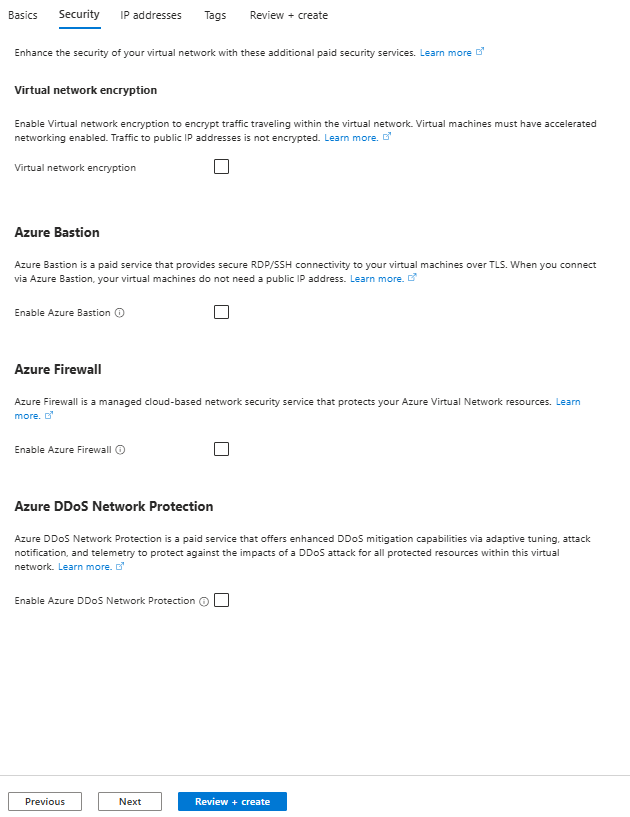 Basics Security IP addresses Tags Review + create
Enhance the security of your virtual network with these additional paid security services. Learn more
Virtual network encryption
Enable Virtual network encryption to encrypt traffic traveling within the virtual network. Virtual machines must have accelerated
networking enabled. Traffic to public IP addresses is not encrypted. Learn more.
Virtual network encryption
Azure Bastion
Azure Bastion is a paid service that provides secure RDP/SSH connectivity to your virtual machines over TLS. When you connect
via Azure Bastion, your virtual machines do not need a public IP address. Learn more.
Enable Azure Bastion
Azure Firewall
Azure Firewall is a managed cloud-based network security service that protects your Azure Virtual Network resources. Learn
more.
Enable Azure Firewall
Azure DDoS Network Protection
Azure DDoS Network Protection is a paid service that offers enhanced DDoS mitigation capabilities via adaptive tuning, attack
notification, and telemetry to protect against the impacts of a DDoS attack for all protected resources within this virtual
network. Learn more.
Enable Azure DDoS Network Protection
Previous Next Review + create